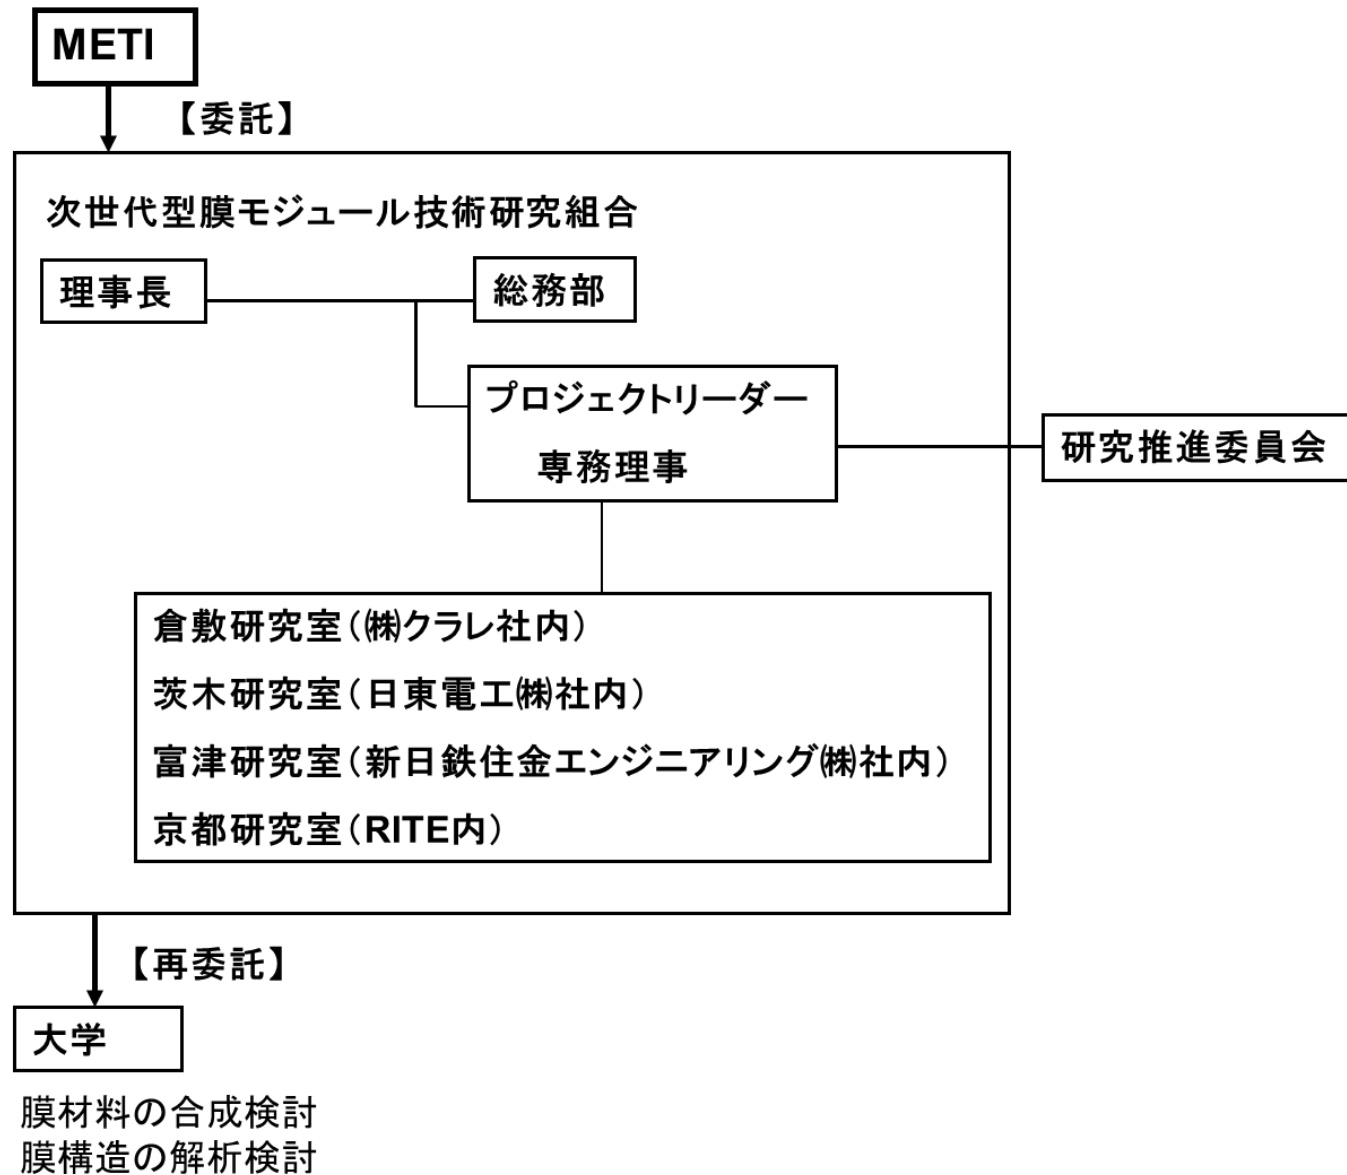 METI
【委託】
次世代型膜モジュール技術研究組合
理事長
総務部
プロジェクトリーダー
専務理事
研究推進委員会
倉敷研究室(㈱クラレ社内)
茨木研究室(日東電工㈱社内)
富津研究室(新日鉄住金エンジニアリング㈱社内)
京都研究室(RITE内)
【再委託】
大学
膜材料の合成検討
膜構造の解析検討